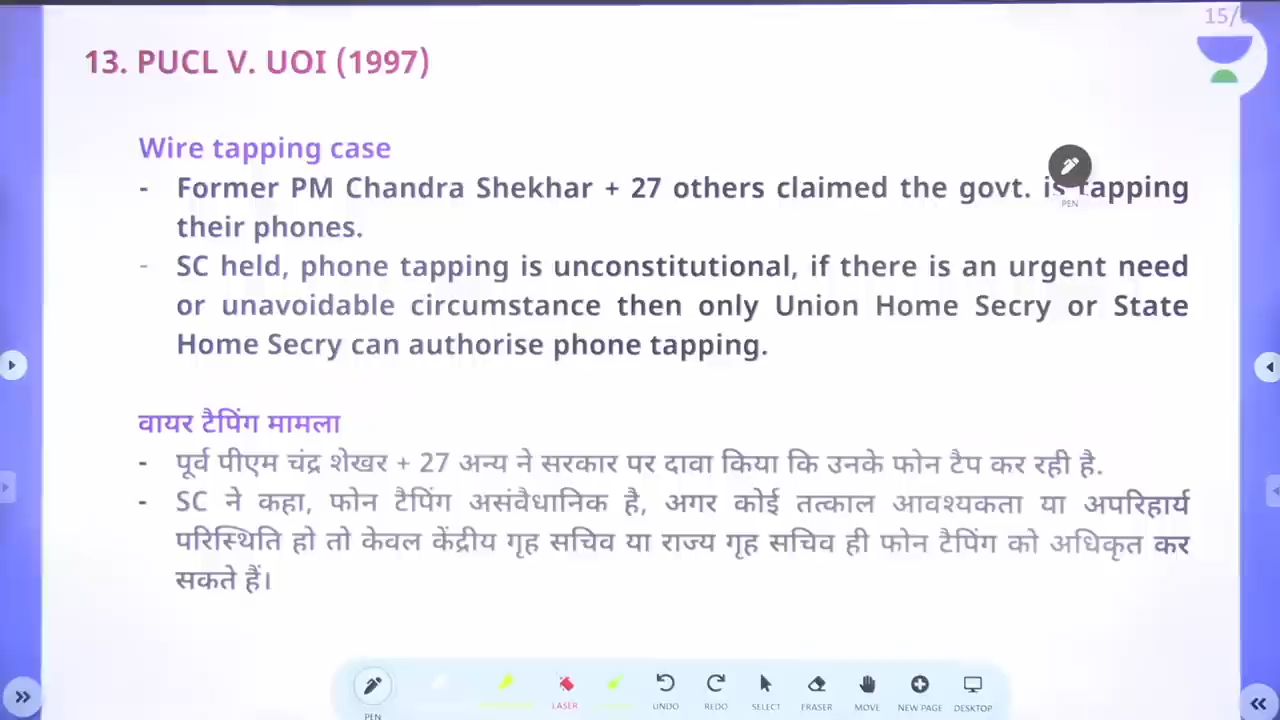 15/
13. PUCL V. UOI (1997)
Wire tapping case
- Former PM Chandra Shekhar + 27 others claimed the govt. is tapping
their phones.
- SC held, phone tapping is unconstitutional, if there is an urgent need
or unavoidable circumstance then only Union Home Secry or State
Home Secry can authorise phone tapping.
वायर टैपिंग मामला
- पूर्व पीएम चंद्र शेखर + 27 अन्य ने सरकार पर दावा किया कि उनके फोन टैप कर रही है.
- SC ने कहा, फोन टैपिंग असंवैधानिक है, अगर कोई तत्काल आवश्यकता या अपरिहार्य
परिस्थिति हो तो केवल केंद्रीय गृह सचिव या राज्य गृह सचिव ही फोन टैपिंग को अधिकृत कर
सकते हैं।
PEN
PEN LASER UNDO REDO SELECT ERASER MOVE NEW PAGE DESKTOP